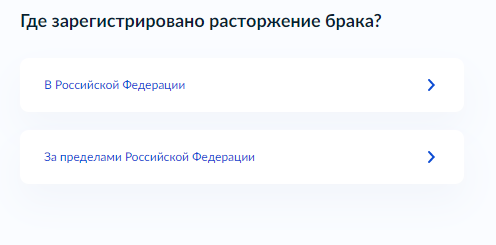 Где зарегистрировано расторжение брака?
В Российской Федерации
За пределами Российской Федерации